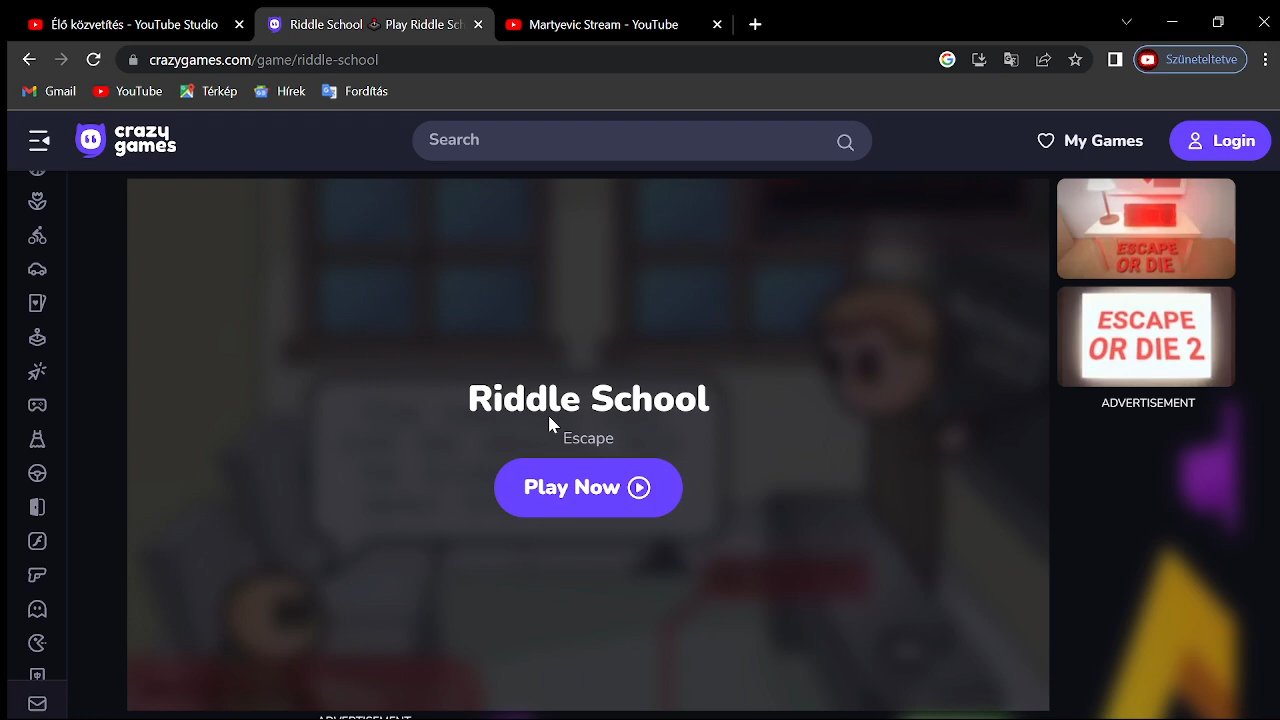 Élő közvetítés - YouTube Studio
Riddle School 🕹 Play Riddle Sch
Martyevic Stream - YouTube
crazygames.com/game/riddle-school
Szüneteltetve
Gmail
YouTube
Térkép
Hírek
Fordítás
crazy
games
Search
My Games
Login
ESCAPE
OR DIE
ESCAPE
OR DIE 2
ADVERTISEMENT
Riddle School
Escape
Play Now
ADVERTISEMENT